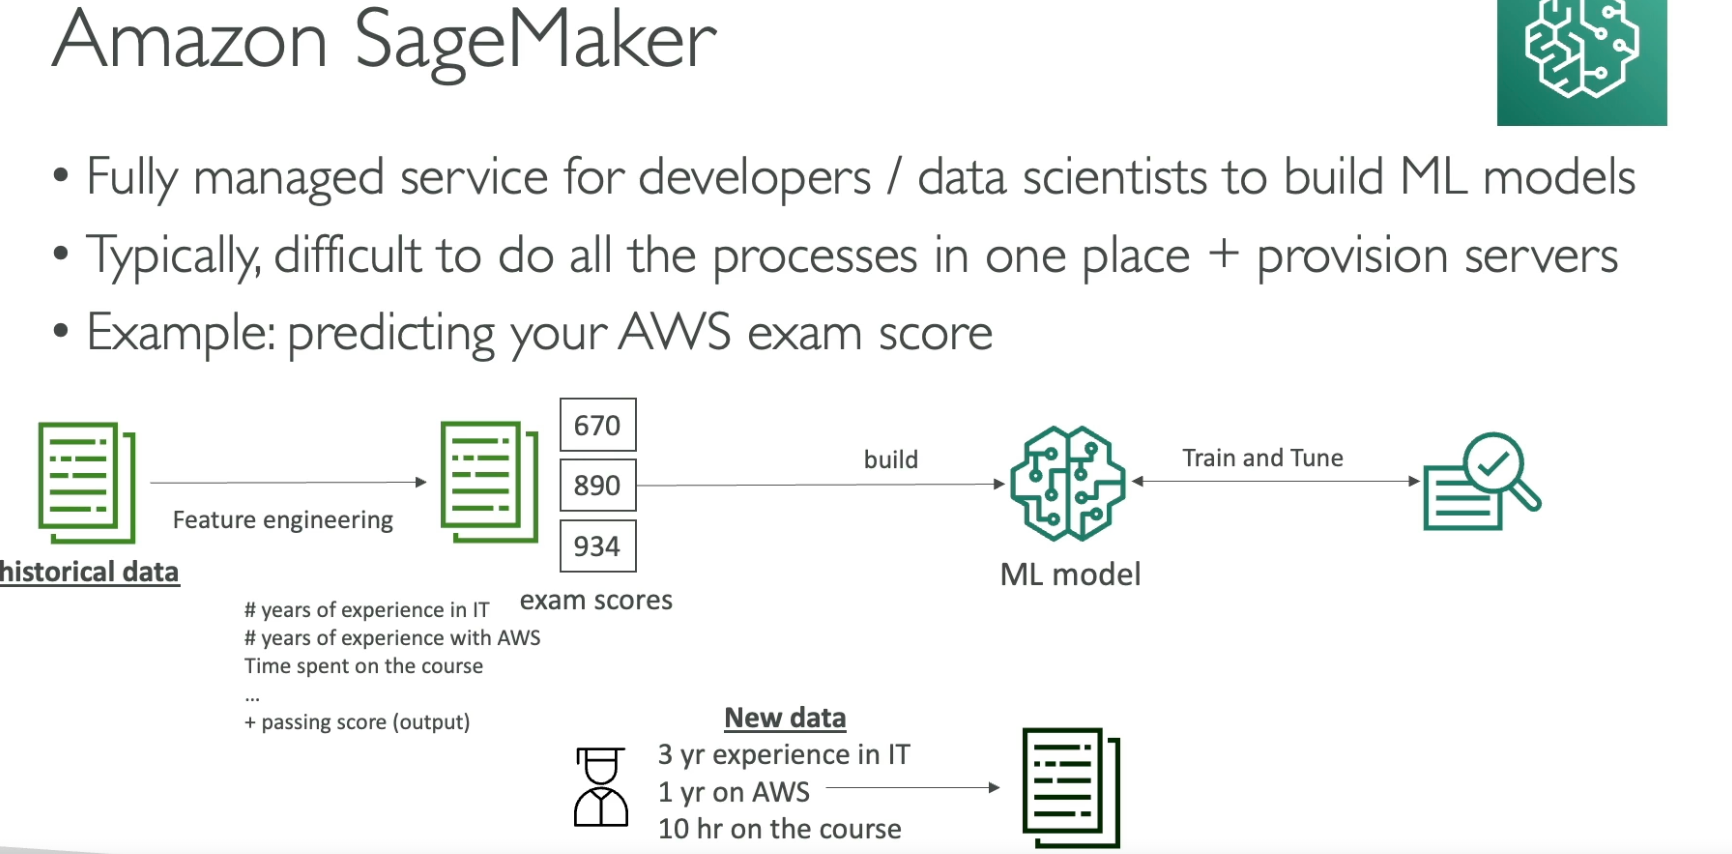 Amazon SageMaker
• Fully managed service for developers / data scientists to build ML models
• Typically, difficult to do all the processes in one place + provision servers
• Example: predicting your AWS exam score
historical data
Feature engineering
# years of experience in IT
# years of experience with AWS
Time spent on the course
...
+ passing score (output)
670
890
934
exam scores
build
ML model
Train and Tune
New data
3 yr experience in IT
1 yr on AWS
10 hr on the course